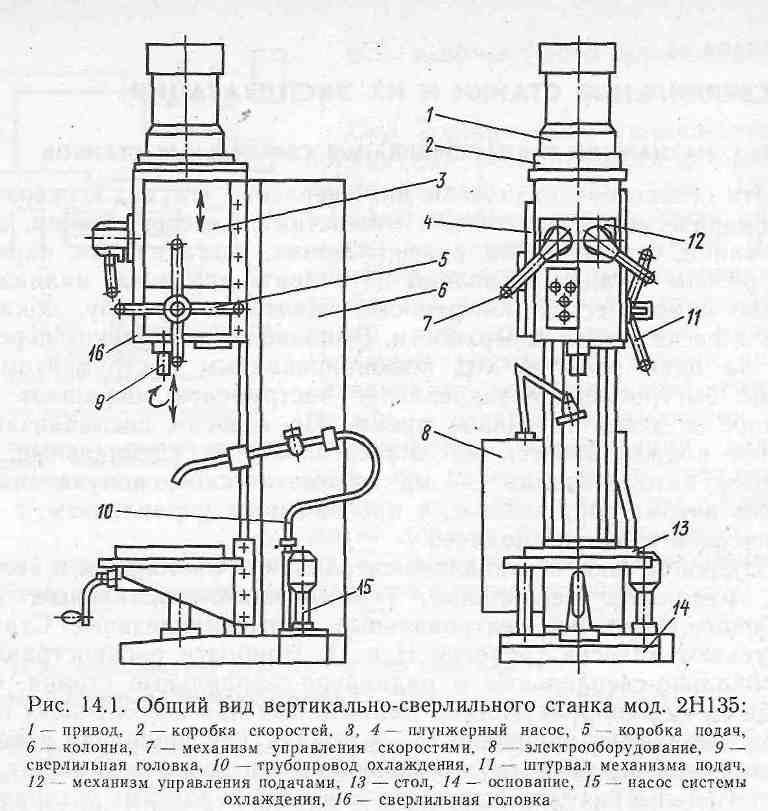 1
2
3
4
12
5
6
7
11
16
9
8
10
13
15
14
Рис. 14.1. Общий вид вертикально-сверлильного станка мод. 2Н135:
1 — привод, 2 — коробка скоростей, 3, 4 — плунжерный насос, 5 — коробка подач,
6 — колонна, 7 — механизм управления скоростями, 8 — электрооборудование, 9 —
сверлильная головка, 10 — трубопровод охлаждения, 11 — штурвал механизма подач,
12 — механизм управления подачами, 13 — стол, 14 — основание, 15 — насос системы
охлаждения, 16 — сверлильная головка